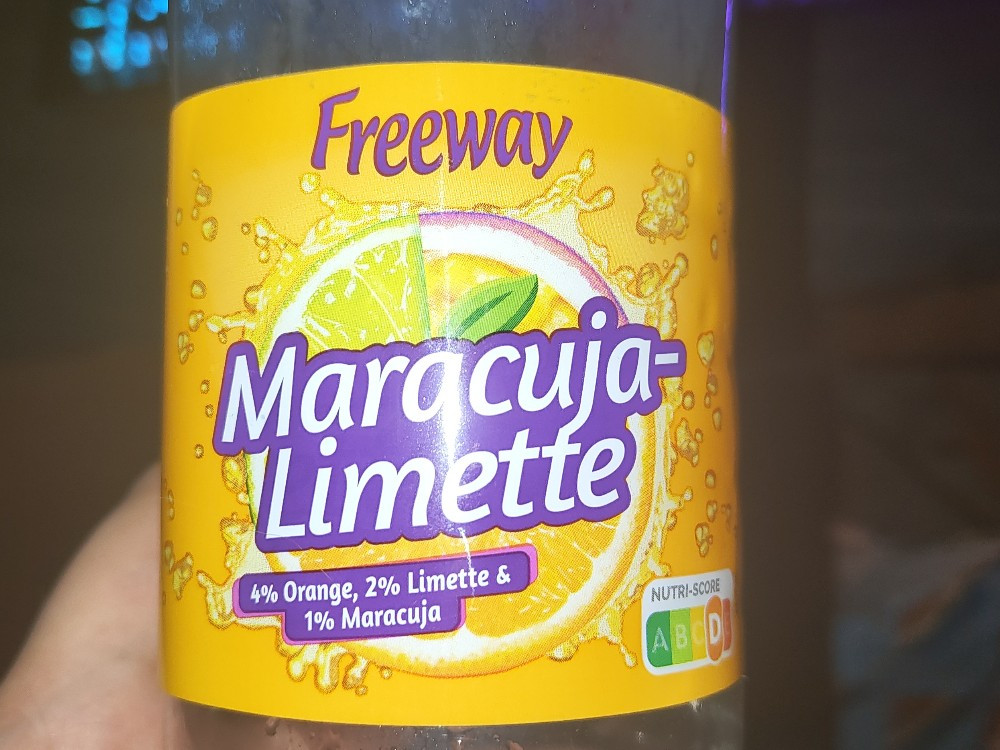 Freeway
Maracuja-
Limette
4% Orange, 2% Limette &
1% Maracuja
NUTRI-SCORE
A B C D E